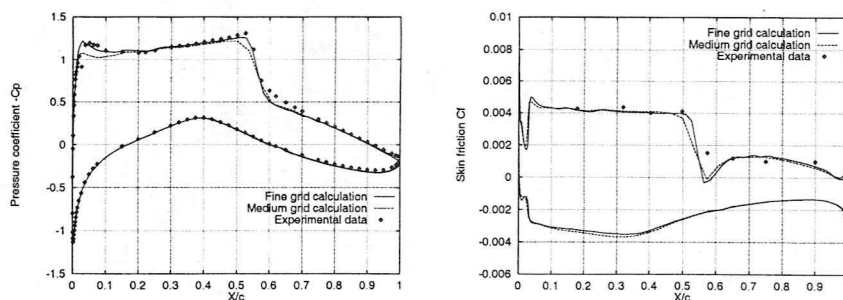 1.5
1
0.5
0
-0.5
-1
-1.5
Pressure coefficient -Cp
Fine grid calculation
Medium grid calculation
Experimental data
0 0.1 0.2 0.3 0.4 0.5 0.6 0.7 0.8 0.9 1
X/c
0.01
0.008
0.006
0.004
0.002
0
-0.002
-0.004
-0.006
Skin friction Cf
Fine grid calculation
Medium grid calculation
Experimental data
0 0.1 0.2 0.3 0.4 0.5 0.6 0.7 0.8 0.9
X/c